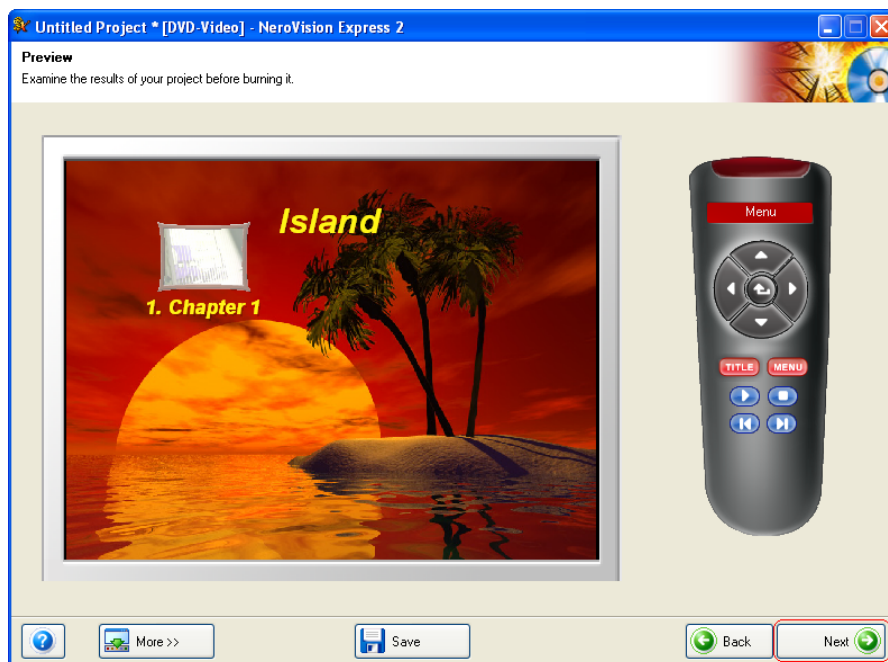 Untitled Project * [DVD-Video] - NeroVision Express 2
Preview
Examine the results of your project before burning it.
Island
1. Chapter 1
Menu
TITLE MENU
More >>
Save
Back
Next